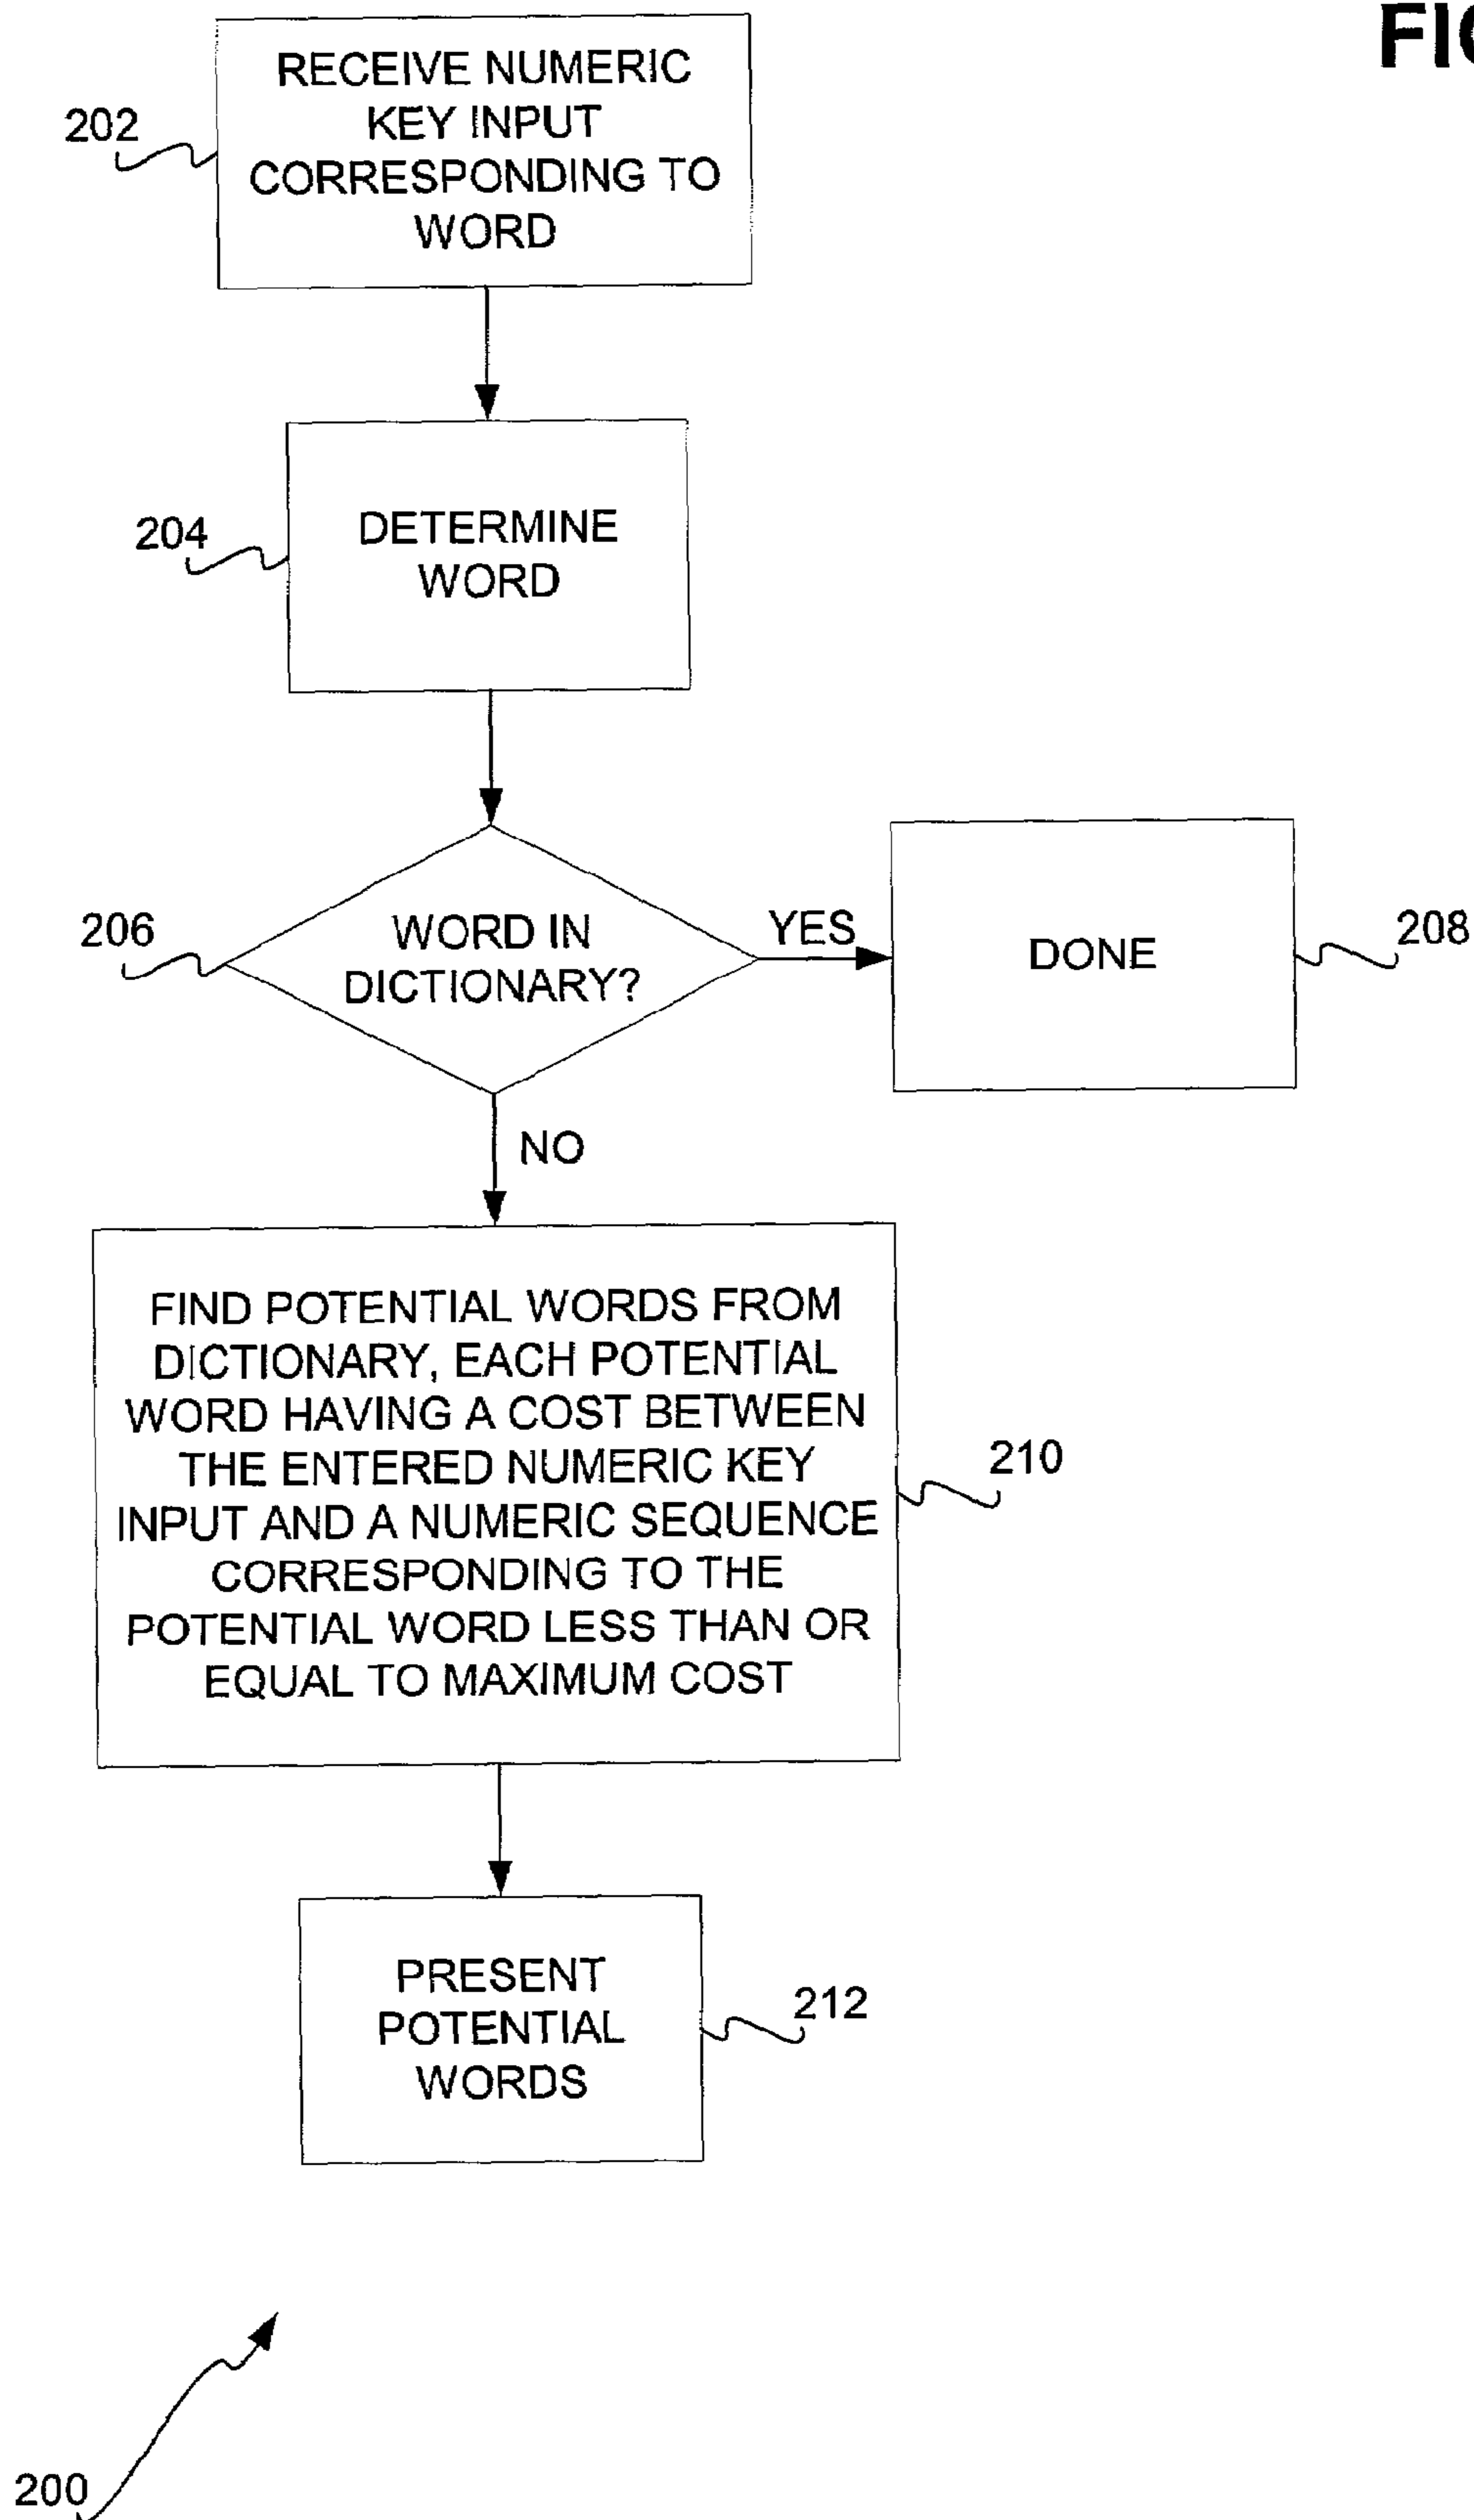 RECEIVE NUMERIC
KEY INPUT
CORRESPONDING TO
WORD
202
DETERMINE
WORD
204
WORD IN
DICTIONARY?
206
YES
DONE
208
NO
FIND POTENTIAL WORDS FROM
DICTIONARY, EACH POTENTIAL
WORD HAVING A COST BETWEEN
THE ENTERED NUMERIC KEY
INPUT AND A NUMERIC SEQUENCE
CORRESPONDING TO THE
POTENTIAL WORD LESS THAN OR
EQUAL TO MAXIMUM COST
210
PRESENT
POTENTIAL
WORDS
212
200